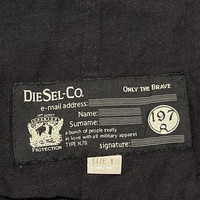 DIESEL-CO.
ONLY THE BRAVE
e-mail address:
Name:
Surname:
a bunch of people really
in love with all military apparel
TYPE N.78
signature:
197
8
PROTECTION
SIZE